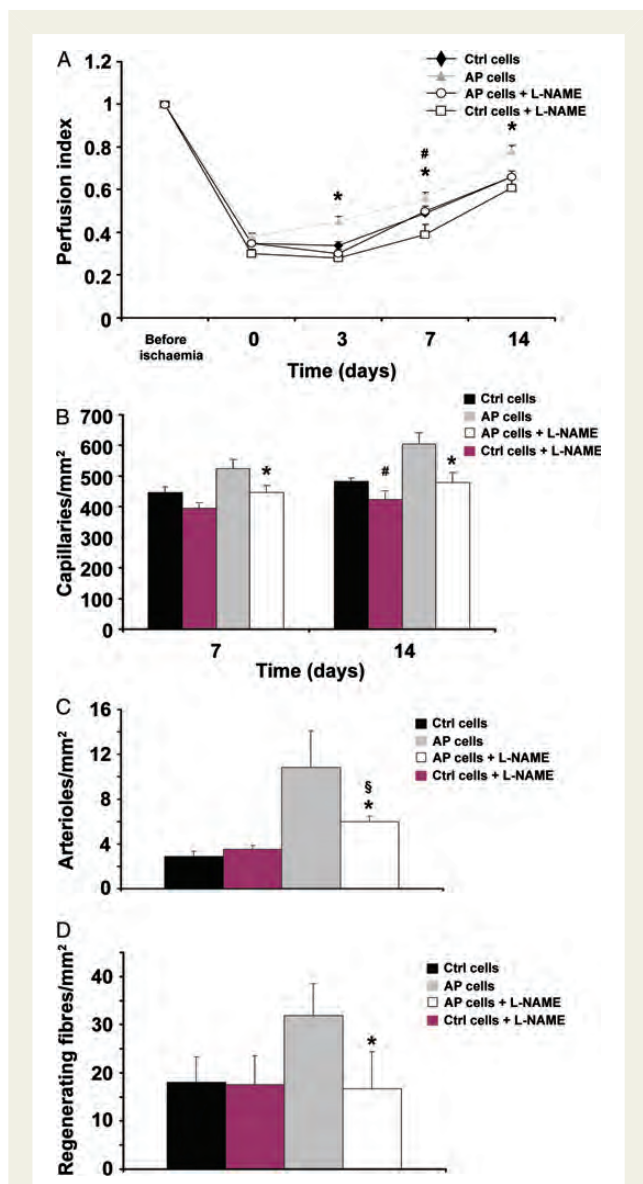 A
Ctrl cells
AP cells
AP cells + L-NAME
Ctrl cells + L-NAME
1.2
1
0.8
0.6
0.4
0.2
0
Perfusion index
*
#
*
*
Before
ischaemia
0
3
7
14
Time (days)
B
Ctrl cells
AP cells
AP cells + L-NAME
Ctrl cells + L-NAME
700
600
500
400
300
200
100
0
Capillaries/mm²
*
#
*
7
14
Time (days)
C
16
12
8
4
0
Arterioles/mm²
Ctrl cells
AP cells
AP cells + L-NAME
Ctrl cells + L-NAME
§
*
D
40
30
20
10
0
Regenerating fibres/mm²
Ctrl cells
AP cells
AP cells + L-NAME
Ctrl cells + L-NAME
*